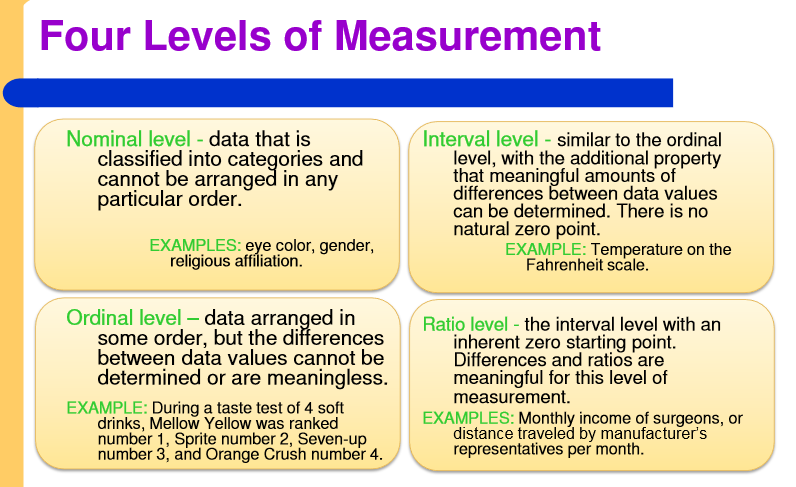 Four Levels of Measurement
Nominal level - data that is
classified into categories and
cannot be arranged in any
particular order.
EXAMPLES: eye color, gender,
religious affiliation.
Interval level - similar to the ordinal
level, with the additional property
that meaningful amounts of
differences between data values
can be determined. There is no
natural zero point.
EXAMPLE: Temperature on the
Fahrenheit scale.
Ordinal level – data arranged in
some order, but the differences
between data values cannot be
determined or are meaningless.
EXAMPLE: During a taste test of 4 soft
drinks, Mellow Yellow was ranked
number 1, Sprite number 2, Seven-up
number 3, and Orange Crush number 4.
Ratio level - the interval level with an
inherent zero starting point.
Differences and ratios are
meaningful for this level of
measurement.
EXAMPLES: Monthly income of surgeons, or
distance traveled by manufacturer’s
representatives per month.